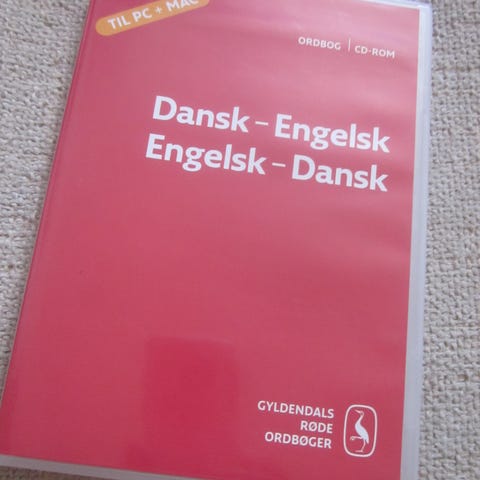 TIL PC + MAC
ORDBOG | CD-ROM
Dansk – Engelsk
Engelsk – Dansk
GYLDENDALS
RØDE
ORDBØGER